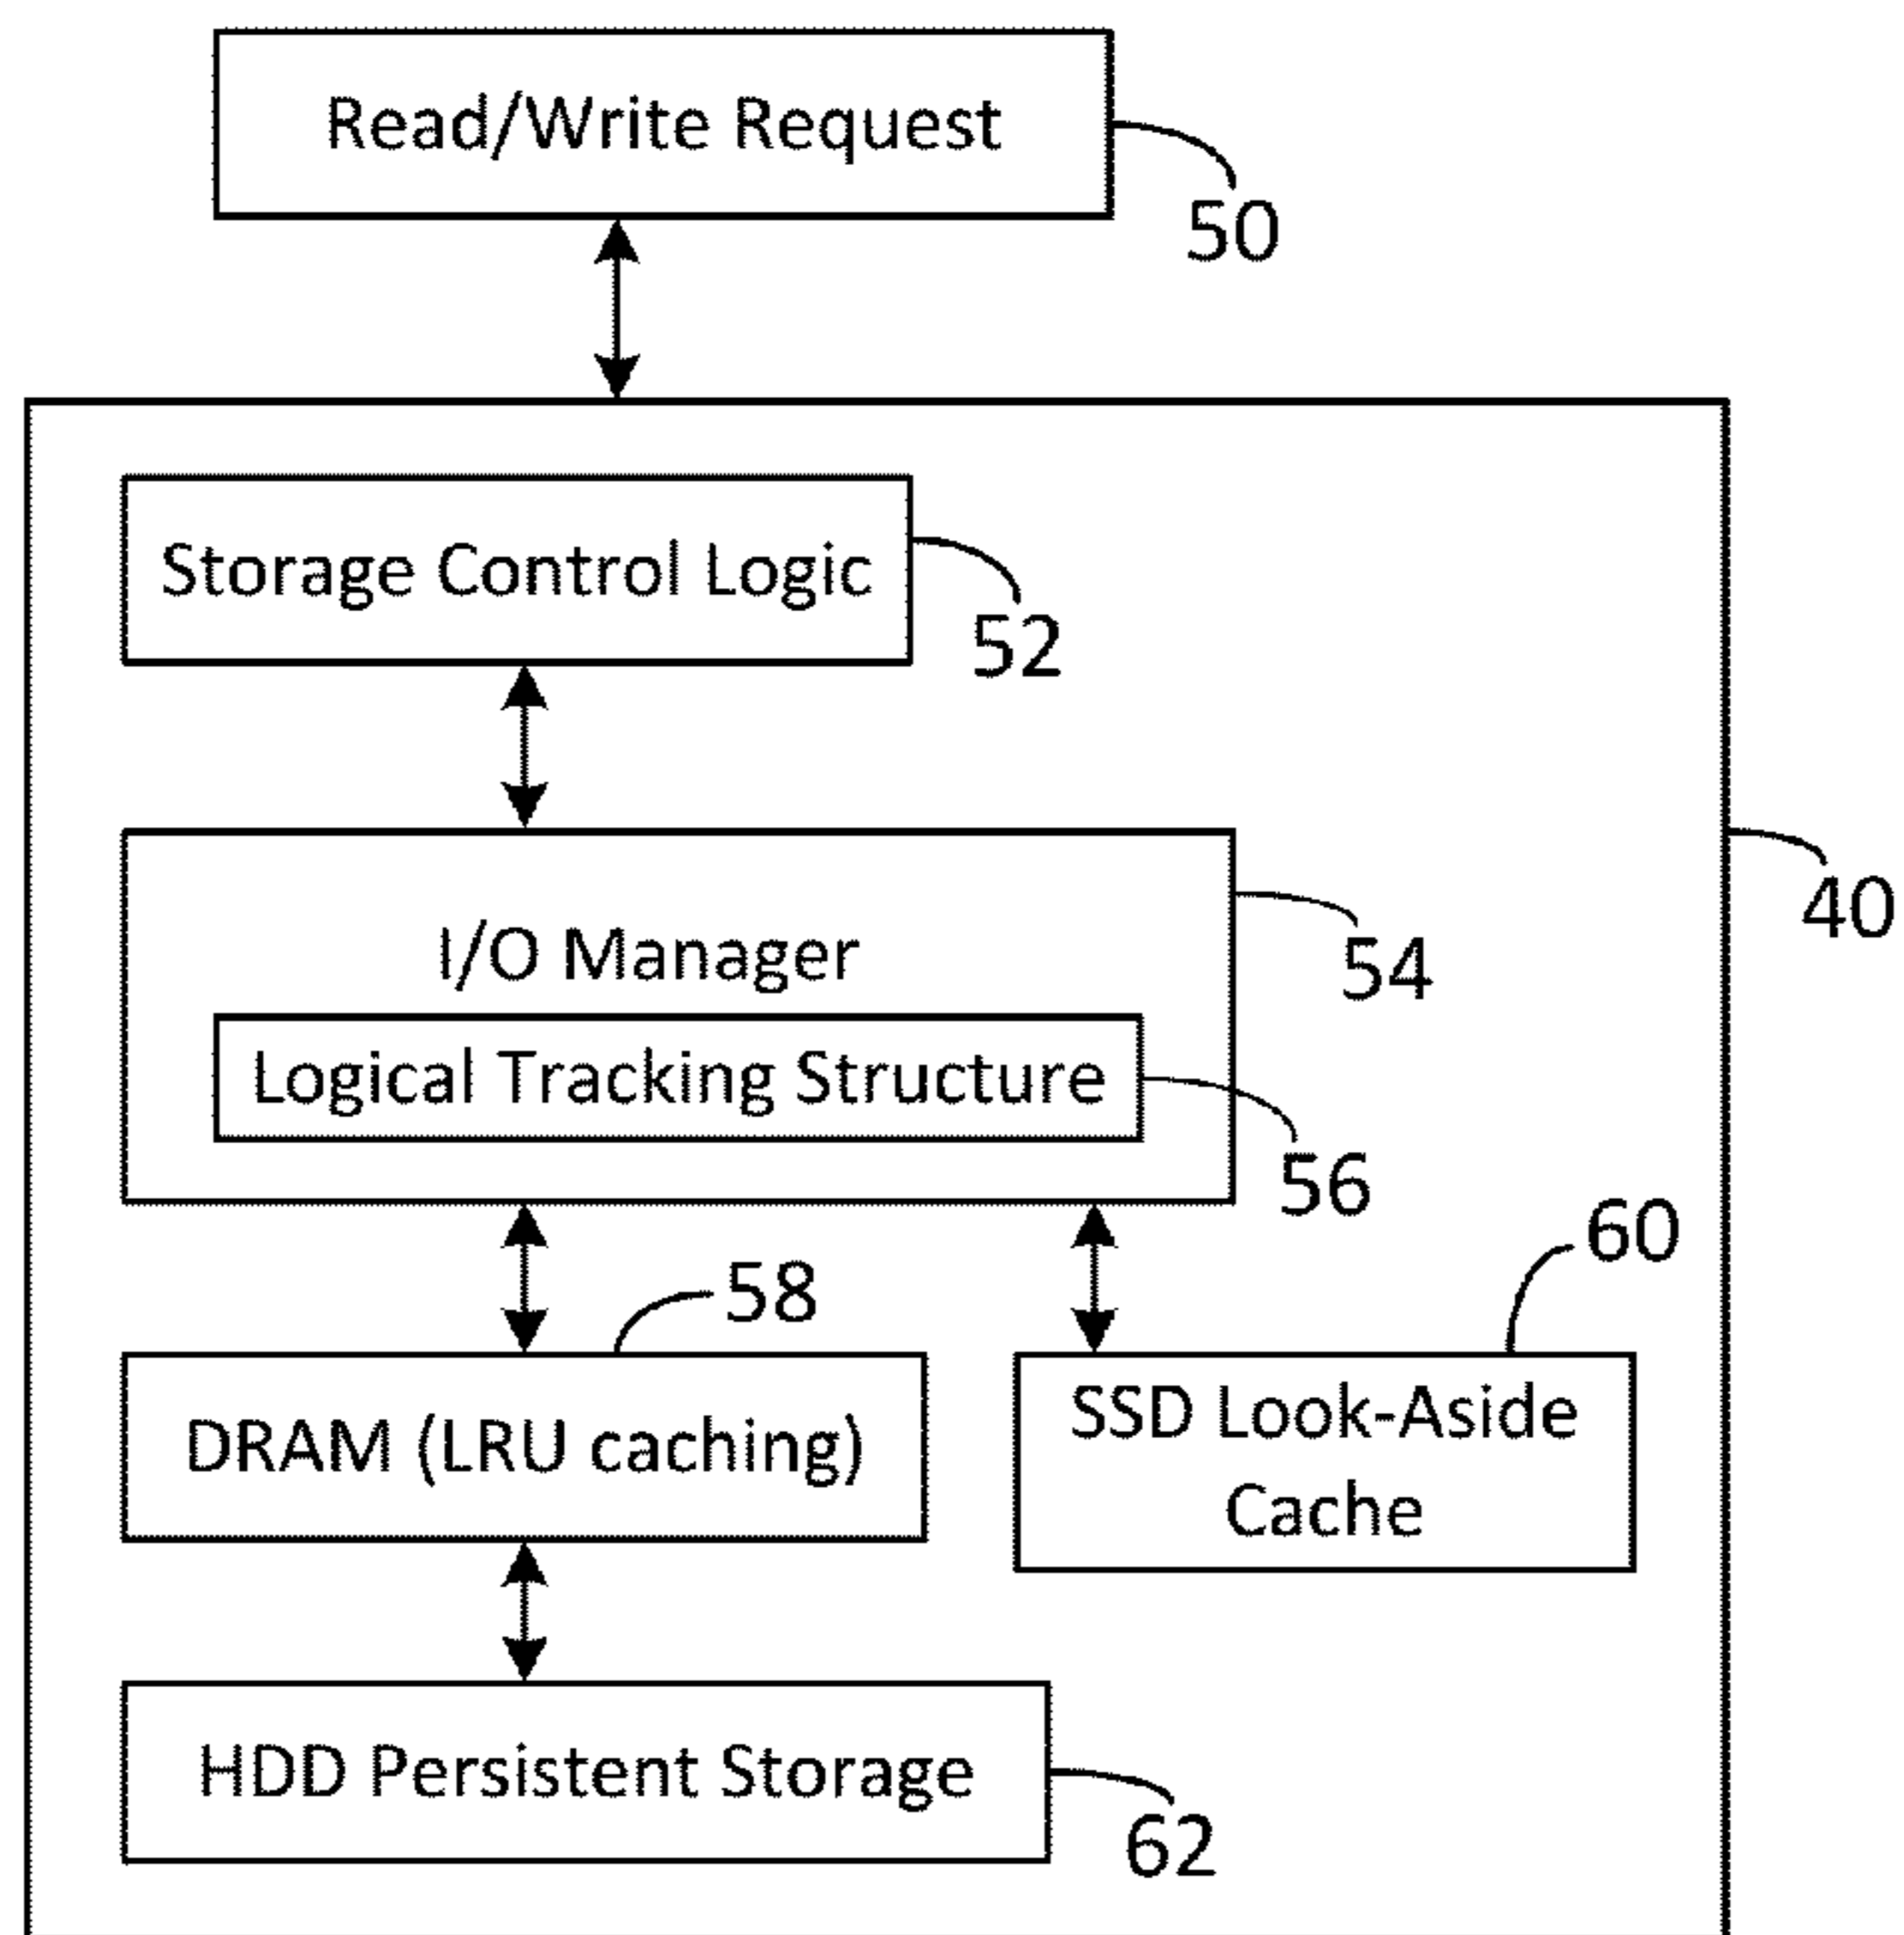 Read/Write Request
50
Storage Control Logic
52
40
I/O Manager
54
Logical Tracking Structure
56
60
58
DRAM (LRU caching)
SSD Look-Aside
Cache
HDD Persistent Storage
62